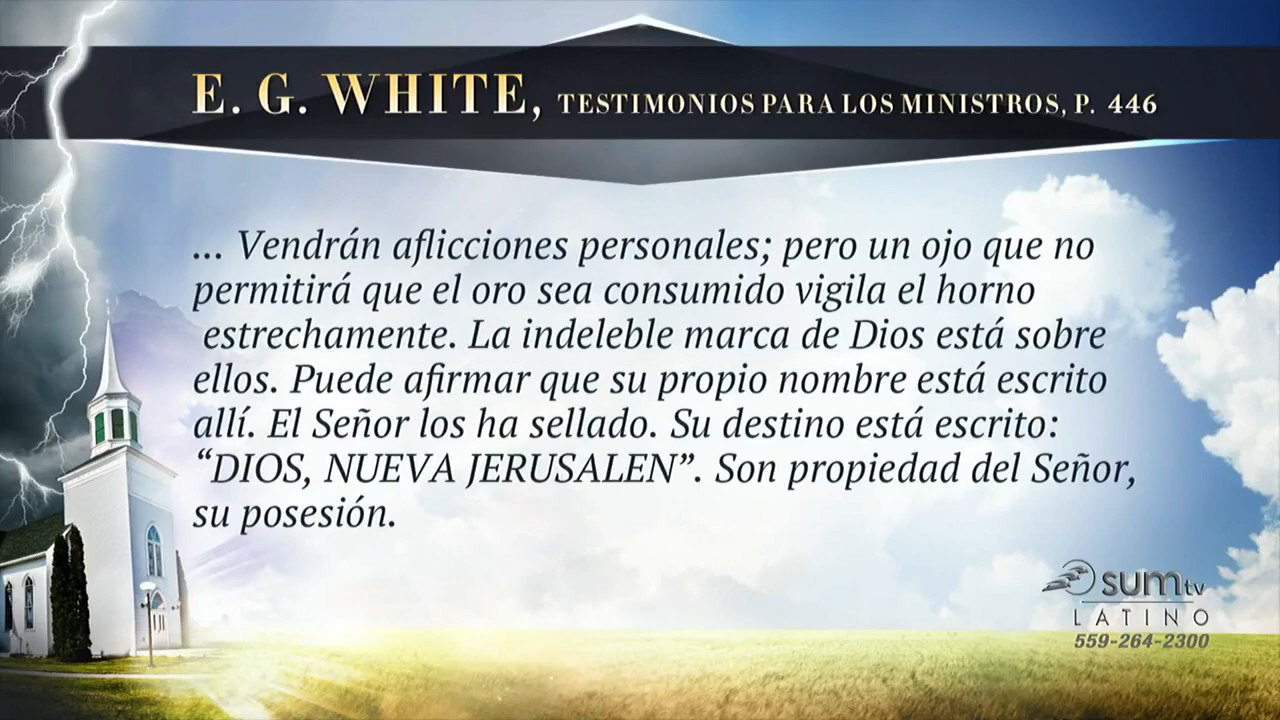 E. G. WHITE, TESTIMONIOS PARA LOS MINISTROS, P. 446
... Vendrán aflicciones personales; pero un ojo que no
permitirá que el oro sea consumido vigila el horno
estrechamente. La indeleble marca de Dios está sobre
ellos. Puede afirmar que su propio nombre está escrito
allí. El Señor los ha sellado. Su destino está escrito:
“DIOS, NUEVA JERUSALEN”. Son propiedad del Señor,
su posesión.
sumtv
LATINO
559-264-2300